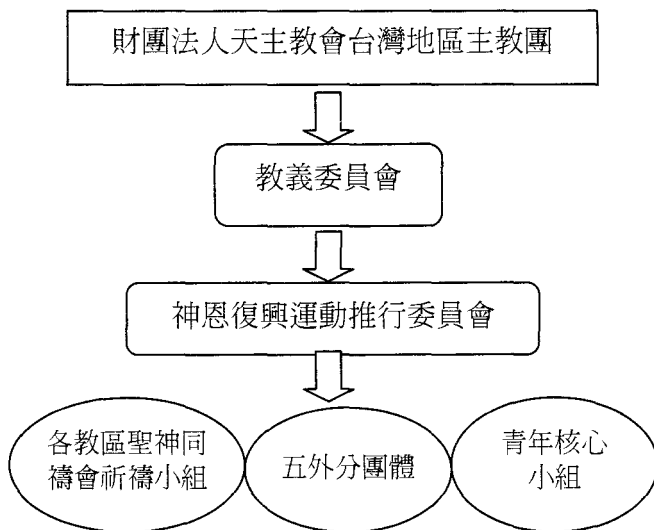 財團法人天主教會台灣地區主教團
教義委員會
神恩復興運動推行委員會
各教區聖神同
禱會祈禱小組
五外分團體
青年核心
小組